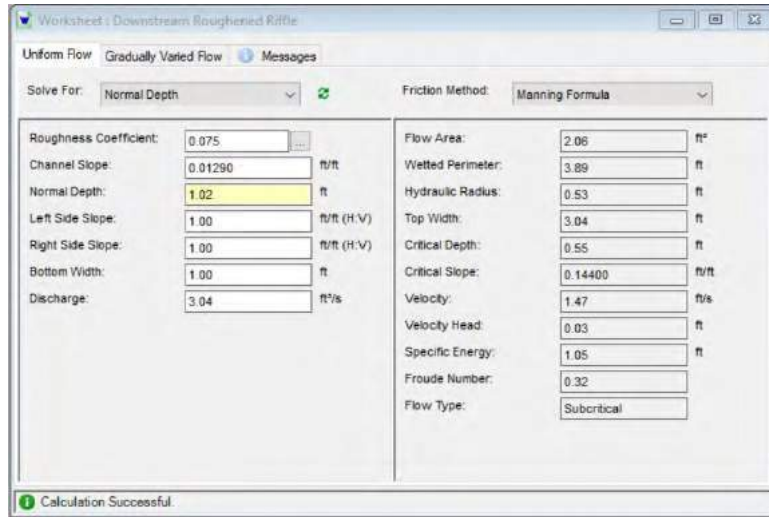 Worksheet : Downstream Roughened Riffle
Uniform Flow Gradually Varied Flow Messages
Solve For: Normal Depth Friction Method: Manning Formula
Roughness Coefficient: 0.075 ...
Channel Slope: 0.01290 ft/ft
Normal Depth: 1.02 ft
Left Side Slope: 1.00 ft/ft (H:V)
Right Side Slope: 1.00 ft/ft (H:V)
Bottom Width: 1.00 ft
Discharge: 3.04 ft³/s
Flow Area: 2.06 ft²
Wetted Perimeter: 3.89 ft
Hydraulic Radius: 0.53 ft
Top Width: 3.04 ft
Critical Depth: 0.55 ft
Critical Slope: 0.14400 ft/ft
Velocity: 1.47 ft/s
Velocity Head: 0.03 ft
Specific Energy: 1.05 ft
Froude Number: 0.32
Flow Type: Subcritical
Calculation Successful.